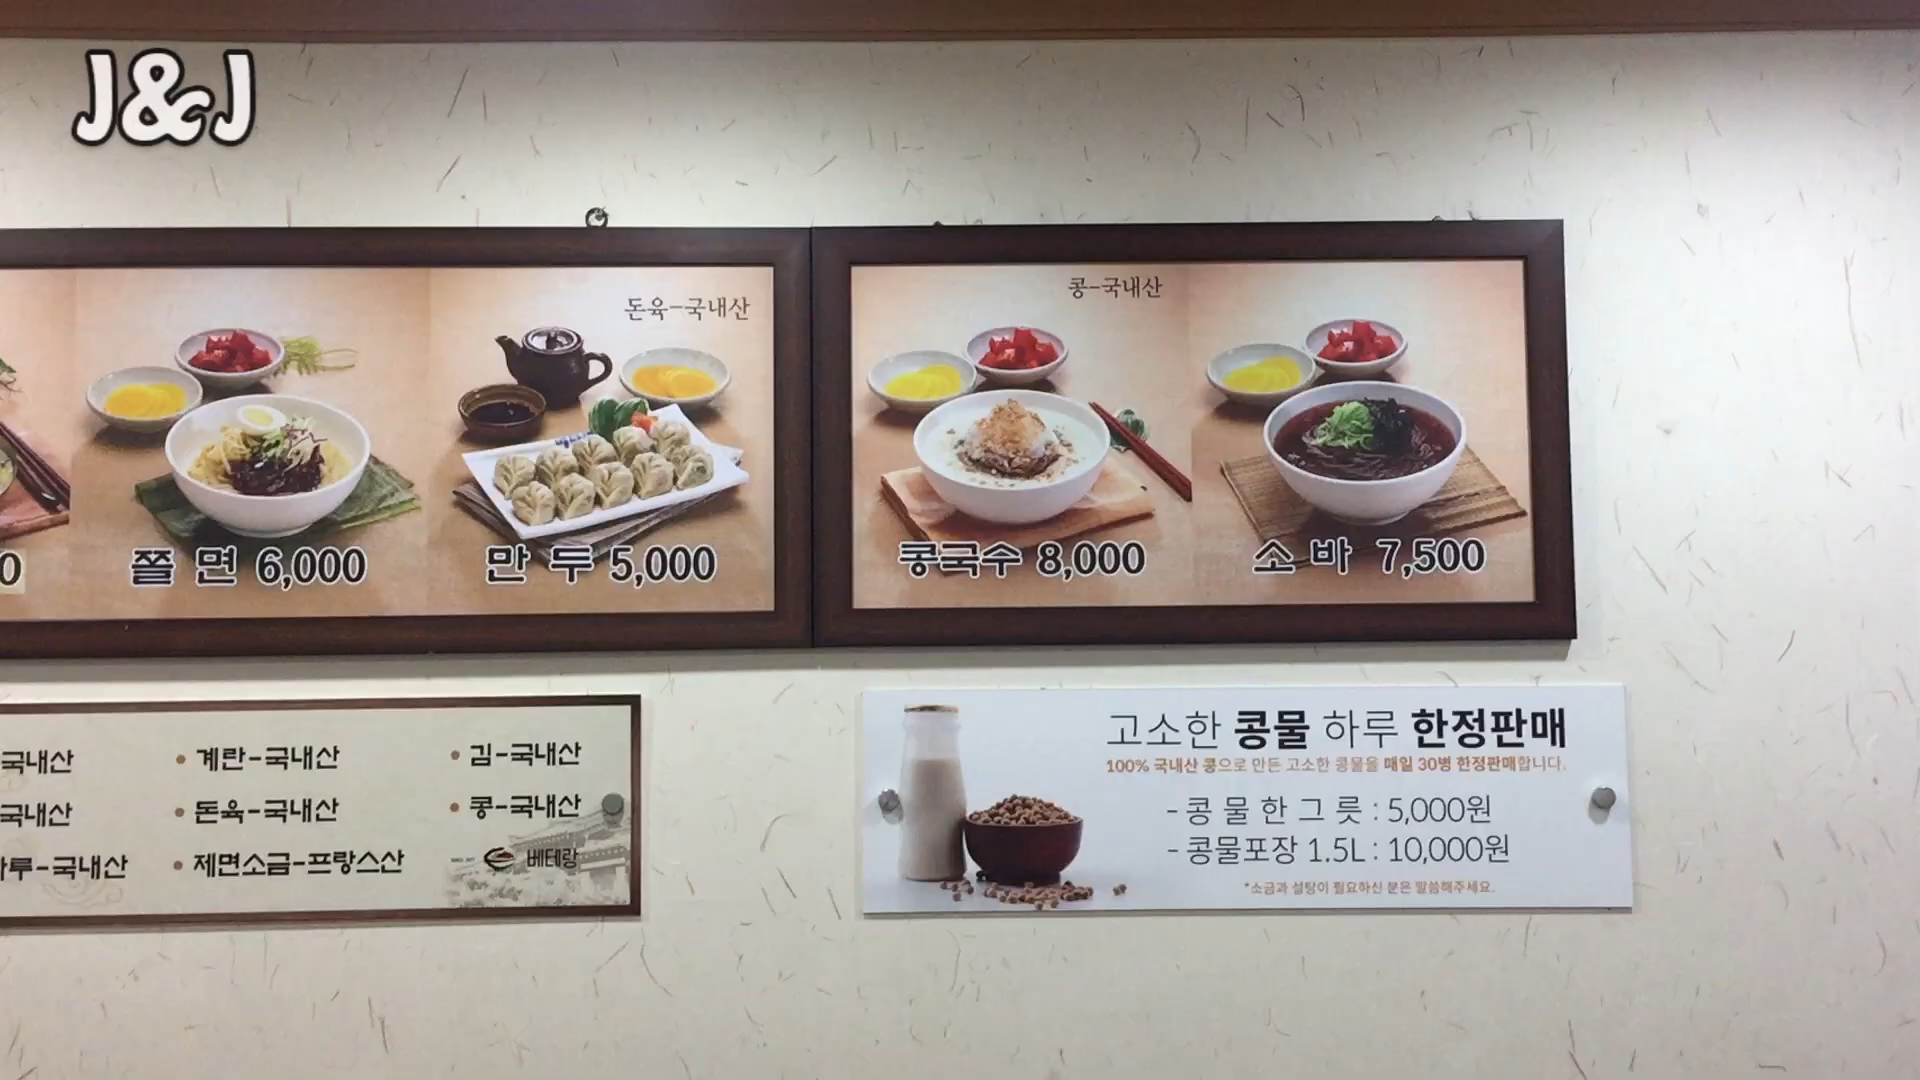 J&J
돈육-국내산
콩-국내산
0
쫄 면 6,000
만 두 5,000
콩국수 8,000
소 바 7,500
국내산
계란-국내산
김-국내산
국내산
돈육-국내산
콩-국내산
루-국내산
제면소금-프랑스산
베테랑
고소한 콩물 하루 한정판매
100% 국내산 콩으로 만든 고소한 콩물을 매일 30병 한정판매합니다.
- 콩 물 한 그 릇 : 5,000원
- 콩물포장 1.5L : 10,000원
*소금과 설탕이 필요하신 분은 말씀해주세요.